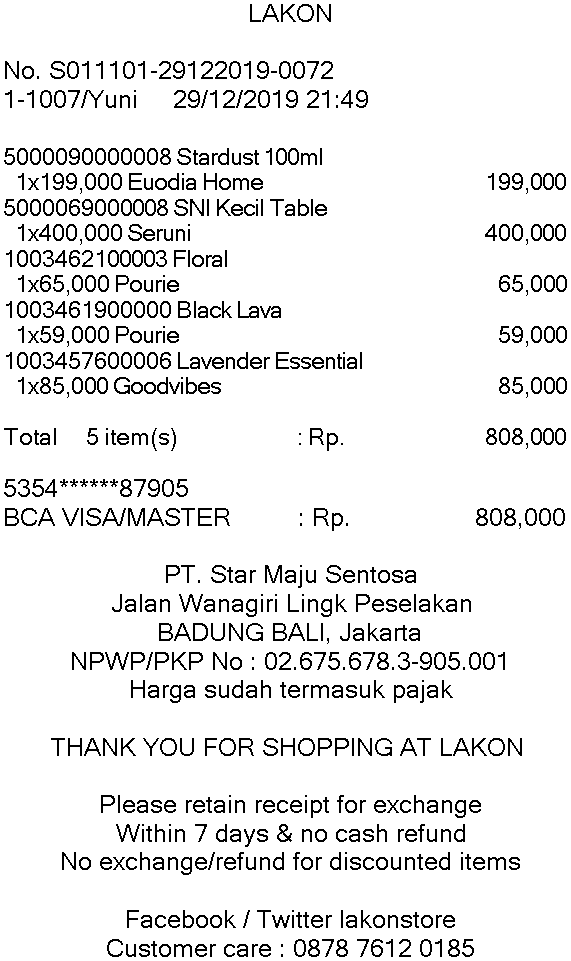 LAKON
No. S011101-29122019-0072
1-1007/Yuni 29/12/2019 21:49
5000090000008 Stardust 100ml
1x199,000 Euodia Home 199,000
5000069000008 SNI Kecil Table
1x400,000 Seruni 400,000
1003462100003 Floral
1x65,000 Pourie 65,000
1003461900000 Black Lava
1x59,000 Pourie 59,000
1003457600006 Lavender Essential
1x85,000 Goodvibes 85,000
Total 5 item(s) : Rp. 808,000
5354******87905
BCA VISA/MASTER : Rp. 808,000
PT. Star Maju Sentosa
Jalan Wanagiri Lingk Peselakan
BADUNG BALI, Jakarta
NPWP/PKP No : 02.675.678.3-905.001
Harga sudah termasuk pajak
THANK YOU FOR SHOPPING AT LAKON
Please retain receipt for exchange
Within 7 days & no cash refund
No exchange/refund for discounted items
Facebook / Twitter lakonstore
Customer care : 0878 7612 0185